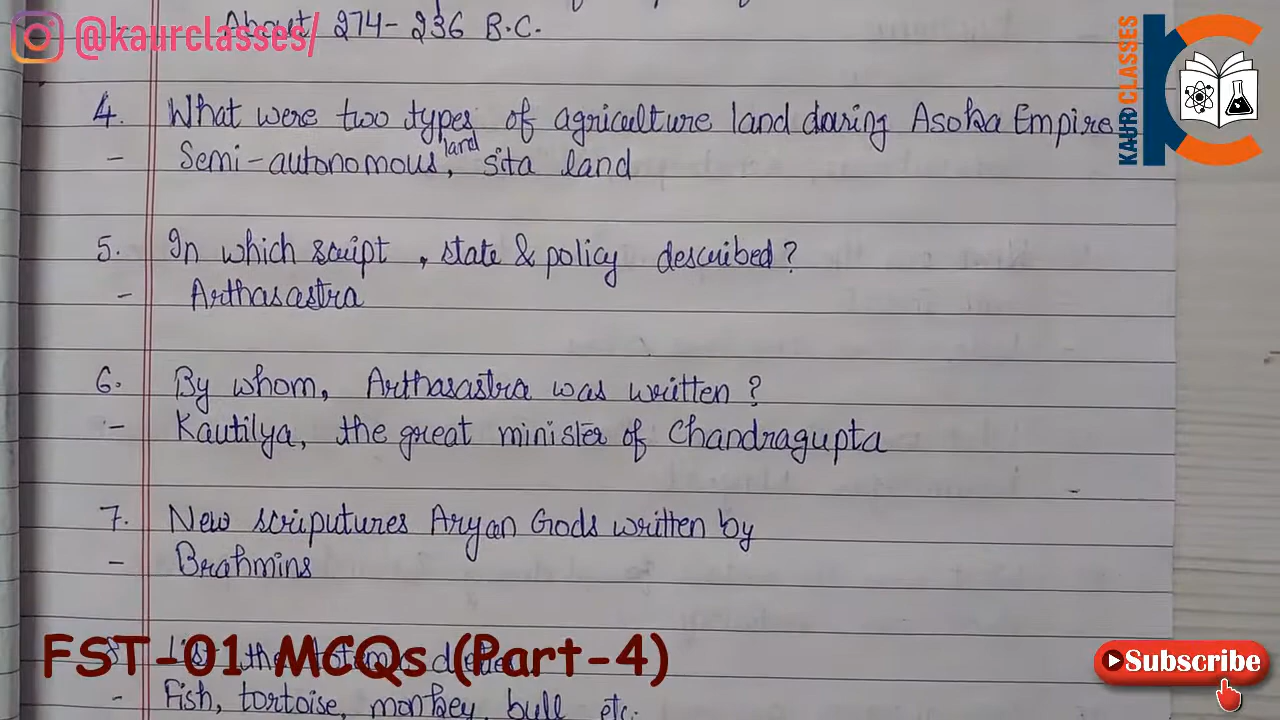 About 274-236 B.C.
@kaurclasses/
KAUR CLASSES
4. What were two types of agriculture land during Asoka Empire
- Semi-autonomous land, sita land
5. In which script, state & policy described?
- Arthasastra
6. By whom, Arthasastra was written?
- Kautilya, the great minister of Chandragupta
7. New scriputures Aryan Gods written by
- Brahmins
8. the
FST-01 MCQs (Part-4)
Subscribe
- Fish, tortoise, monkey, bull etc.